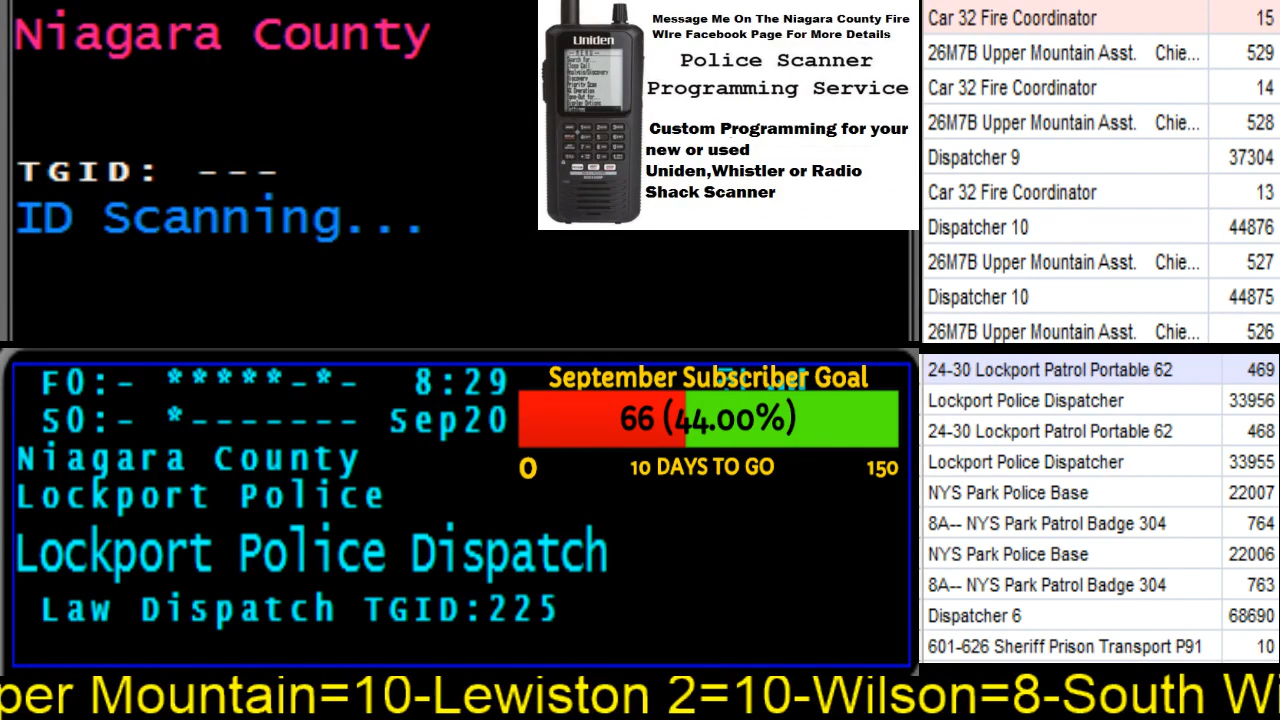 Niagara County
TGID: ---
ID Scanning...
Message Me On The Niagara County Fire
WIre Facebook Page For More Details
Police Scanner
Programming Service
Uniden
Custom Programming for your
new or used
Uniden,Whistler or Radio
Shack Scanner
Car 32 Fire Coordinator 15
26M7B Upper Mountain Asst. Chie... 529
Car 32 Fire Coordinator 14
26M7B Upper Mountain Asst. Chie... 528
Dispatcher 9 37304
Car 32 Fire Coordinator 13
Dispatcher 10 44876
26M7B Upper Mountain Asst. Chie... 527
Dispatcher 10 44875
26M7B Upper Mountain Asst. Chie... 526
F0:- *****-*- 8:29
S0:- *------- Sep20
Niagara County
Lockport Police
Lockport Police Dispatch
Law Dispatch TGID:225
September Subscriber Goal
66 (44.00%)
0 10 DAYS TO GO 150
24-30 Lockport Patrol Portable 62 469
Lockport Police Dispatcher 33956
24-30 Lockport Patrol Portable 62 468
Lockport Police Dispatcher 33955
NYS Park Police Base 22007
8A-- NYS Park Patrol Badge 304 764
NYS Park Police Base 22006
8A-- NYS Park Patrol Badge 304 763
Dispatcher 6 68690
601-626 Sheriff Prison Transport P91 10
per Mountain=10-Lewiston 2=10-Wilson=8-South Wi